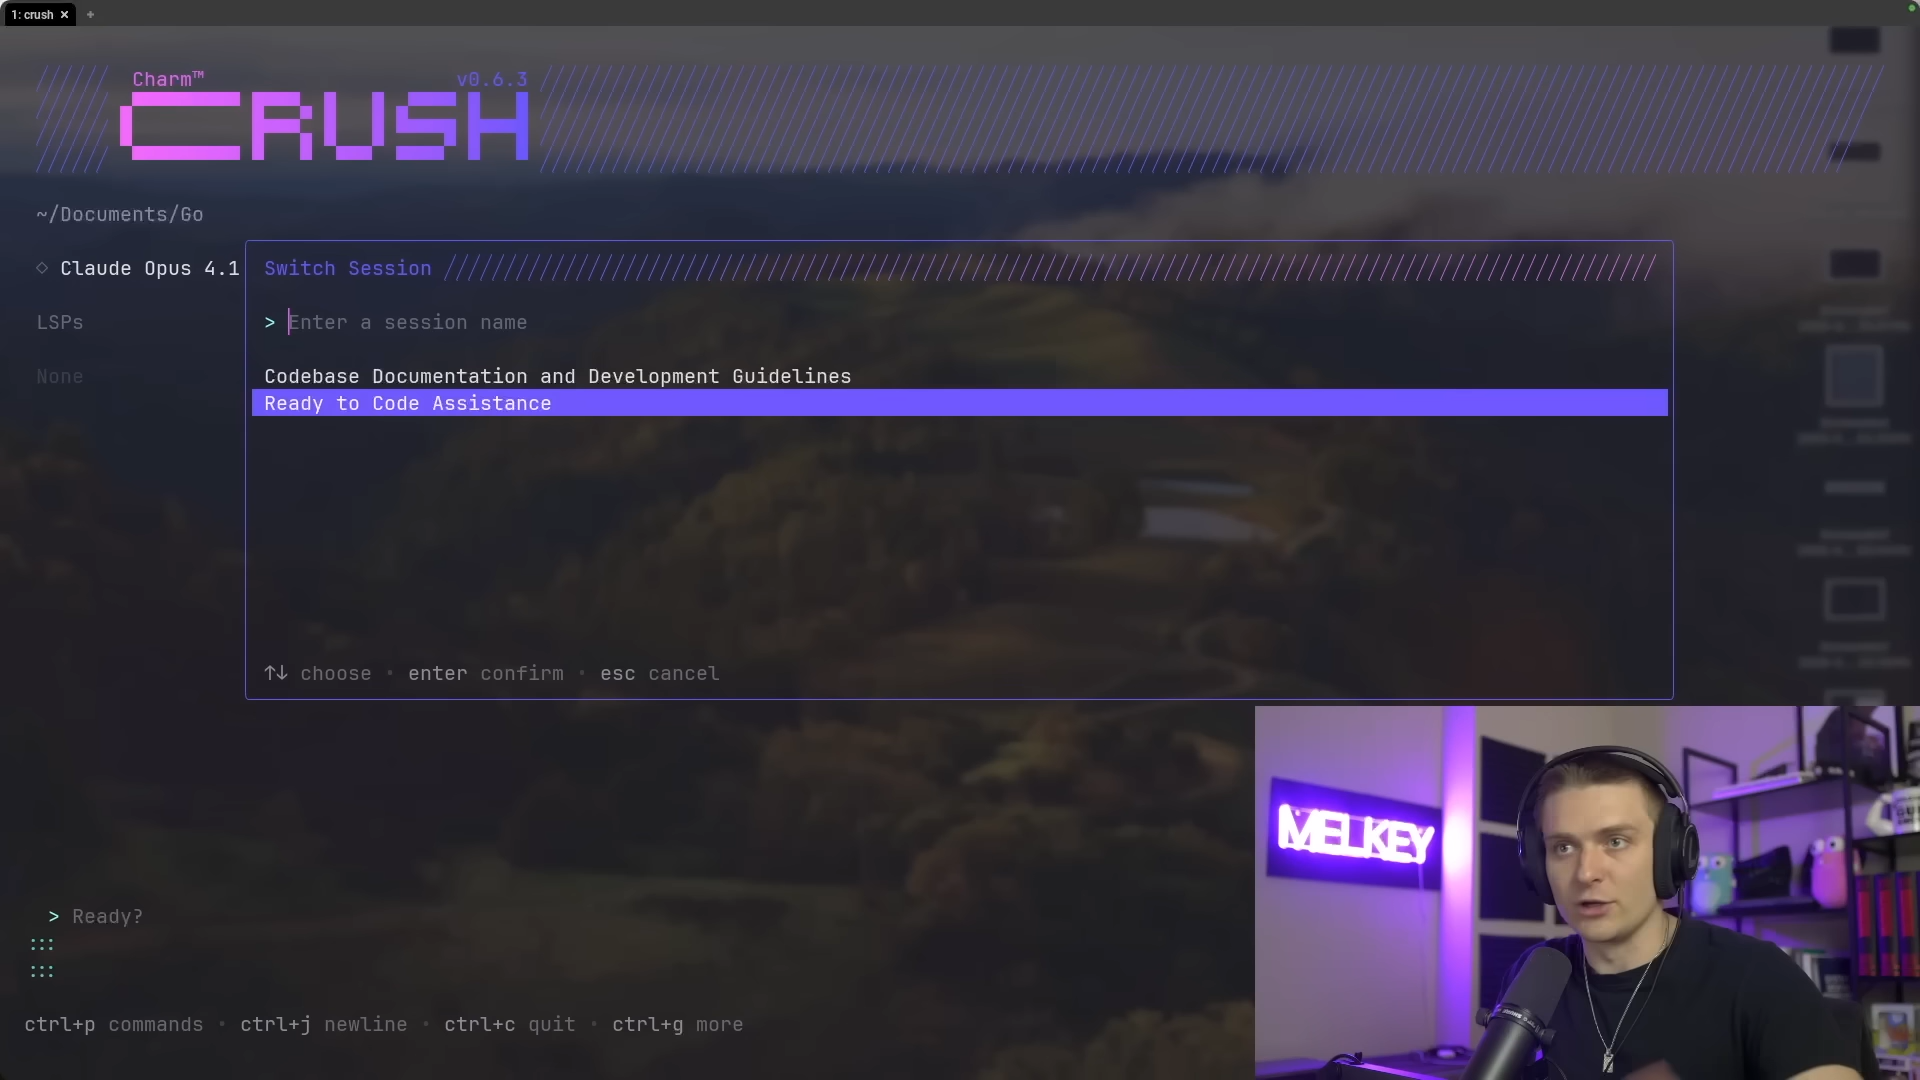 1: crush ✕ +
Charm™ v0.6.3
CRUSH
~/Documents/Go
◇ Claude Opus 4.1
LSPs
None
Switch Session
> Enter a session name
Codebase Documentation and Development Guidelines
Ready to Code Assistance
↑↓ choose • enter confirm • esc cancel
> Ready?
:::
:::
ctrl+p commands • ctrl+j newline • ctrl+c quit • ctrl+g more
MELKEY